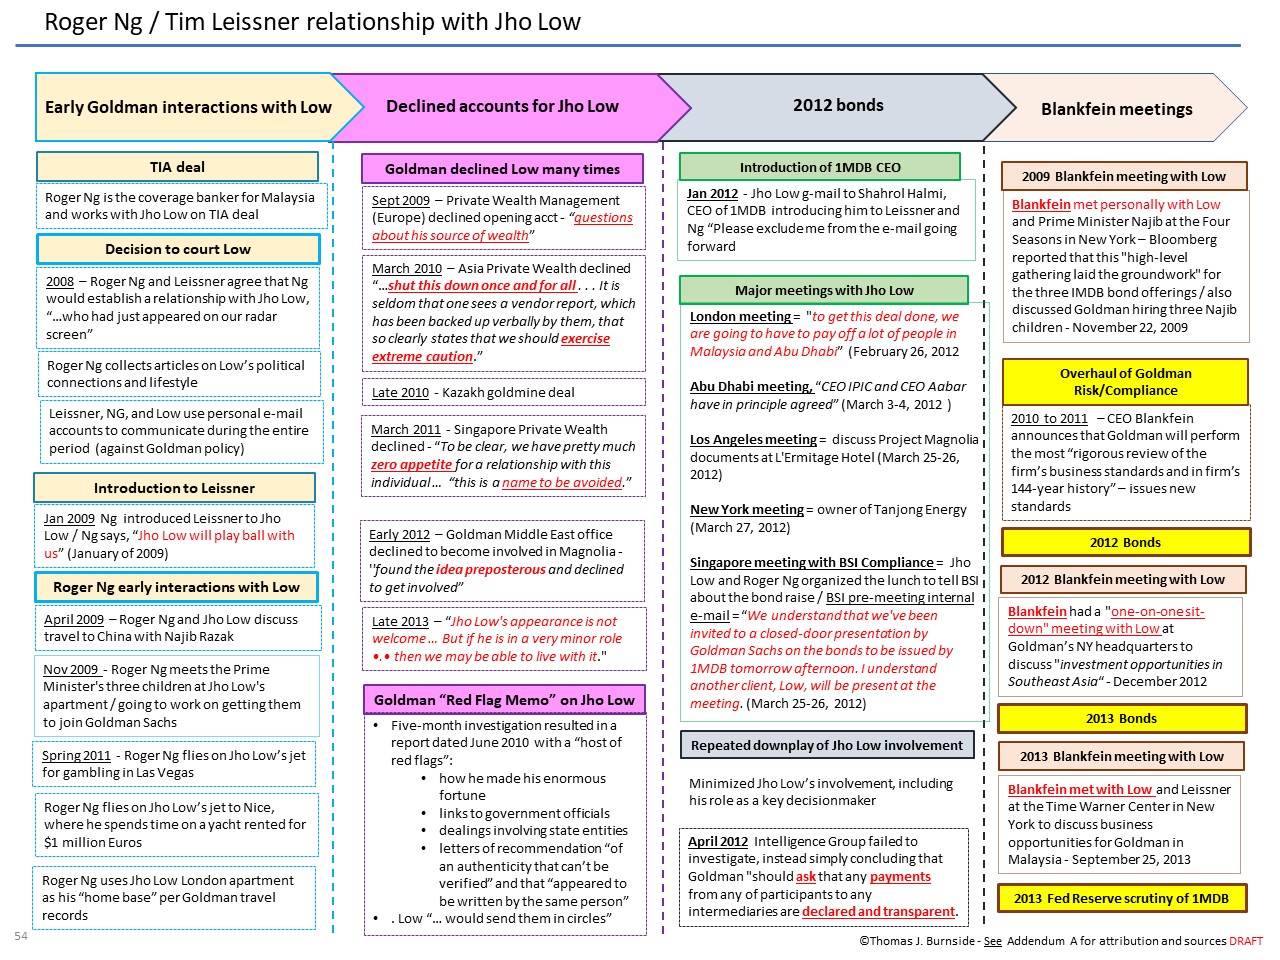 Roger Ng / Tim Leissner relationship with Jho Low
Early Goldman interactions with Low
Declined accounts for Jho Low
2012 bonds
Blankfein meetings
TIA deal
Roger Ng is the coverage banker for Malaysia
and works with Jho Low on TIA deal
Decision to court Low
2008 – Roger Ng and Leissner agree that Ng
would establish a relationship with Jho Low,
“…who had just appeared on our radar
screen”
Roger Ng collects articles on Low’s political
connections and lifestyle
Leissner, NG, and Low use personal e-mail
accounts to communicate during the entire
period (against Goldman policy)
Introduction to Leissner
Jan 2009 Ng introduced Leissner to Jho
Low / Ng says, “Jho Low will play ball with
us” (January of 2009)
Roger Ng early interactions with Low
April 2009 – Roger Ng and Jho Low discuss
travel to China with Najib Razak
Nov 2009 - Roger Ng meets the Prime
Minister's three children at Jho Low's
apartment / going to work on getting them
to join Goldman Sachs
Spring 2011 - Roger Ng flies on Jho Low’s jet
for gambling in Las Vegas
Roger Ng flies on Jho Low’s jet to Nice,
where he spends time on a yacht rented for
$1 million Euros
Roger Ng uses Jho Low London apartment
as his “home base” per Goldman travel
records
Goldman declined Low many times
Sept 2009 – Private Wealth Management
(Europe) declined opening acct - “questions
about his source of wealth”
March 2010 – Asia Private Wealth declined
“…shut this down once and for all . . . It is
seldom that one sees a vendor report, which
has been backed up verbally by them, that
so clearly states that we should exercise
extreme caution.”
Late 2010 - Kazakh goldmine deal
March 2011 - Singapore Private Wealth
declined - “To be clear, we have pretty much
zero appetite for a relationship with this
individual… “this is a name to be avoided.”
Early 2012 – Goldman Middle East office
declined to become involved in Magnolia -
''found the idea preposterous and declined
to get involved”
Late 2013 – “Jho Low's appearance is not
welcome … But if he is in a very minor role
•.• then we may be able to live with it."
Goldman “Red Flag Memo” on Jho Low
• Five-month investigation resulted in a
report dated June 2010 with a “host of
red flags”:
• how he made his enormous
fortune
• links to government officials
• dealings involving state entities
• letters of recommendation “of
an authenticity that can’t be
verified” and that “appeared to
be written by the same person”
• . Low “… would send them in circles”
Introduction of 1MDB CEO
Jan 2012 - Jho Low g-mail to Shahrol Halmi,
CEO of 1MDB introducing him to Leissner and
Ng “Please exclude me from the e-mail going
forward
Major meetings with Jho Low
London meeting = "to get this deal done, we
are going to have to pay off a lot of people in
Malaysia and Abu Dhabi” (February 26, 2012
Abu Dhabi meeting, “CEO IPIC and CEO Aabar
have in principle agreed” (March 3-4, 2012 )
Los Angeles meeting = discuss Project Magnolia
documents at L'Ermitage Hotel (March 25-26,
2012)
New York meeting = owner of Tanjong Energy
(March 27, 2012)
Singapore meeting with BSI Compliance = Jho
Low and Roger Ng organized the lunch to tell BSI
about the bond raise / BSI pre-meeting internal
e-mail = “We understand that we've been
invited to a closed-door presentation by
Goldman Sachs on the bonds to be issued by
1MDB tomorrow afternoon. I understand
another client, Low, will be present at the
meeting. (March 25-26, 2012)
Repeated downplay of Jho Low involvement
Minimized Jho Low’s involvement, including
his role as a key decisionmaker
April 2012 Intelligence Group failed to
investigate, instead simply concluding that
Goldman "should ask that any payments
from any of participants to any
intermediaries are declared and transparent.
2009 Blankfein meeting with Low
Blankfein met personally with Low
and Prime Minister Najib at the Four
Seasons in New York – Bloomberg
reported that this "high-level
gathering laid the groundwork" for
the three IMDB bond offerings / also
discussed Goldman hiring three Najib
children - November 22, 2009
Overhaul of Goldman
Risk/Compliance
2010 to 2011 – CEO Blankfein
announces that Goldman will perform
the most “rigorous review of the
firm’s business standards and in firm’s
144-year history” – issues new
standards
2012 Bonds
2012 Blankfein meeting with Low
Blankfein had a "one-on-one sit-
down" meeting with Low at
Goldman’s NY headquarters to
discuss "investment opportunities in
Southeast Asia“ - December 2012
2013 Bonds
2013 Blankfein meeting with Low
Blankfein met with Low and Leissner
at the Time Warner Center in New
York to discuss business
opportunities for Goldman in
Malaysia - September 25, 2013
2013 Fed Reserve scrutiny of 1MDB
54
©Thomas J. Burnside - See Addendum A for attribution and sources DRAFT